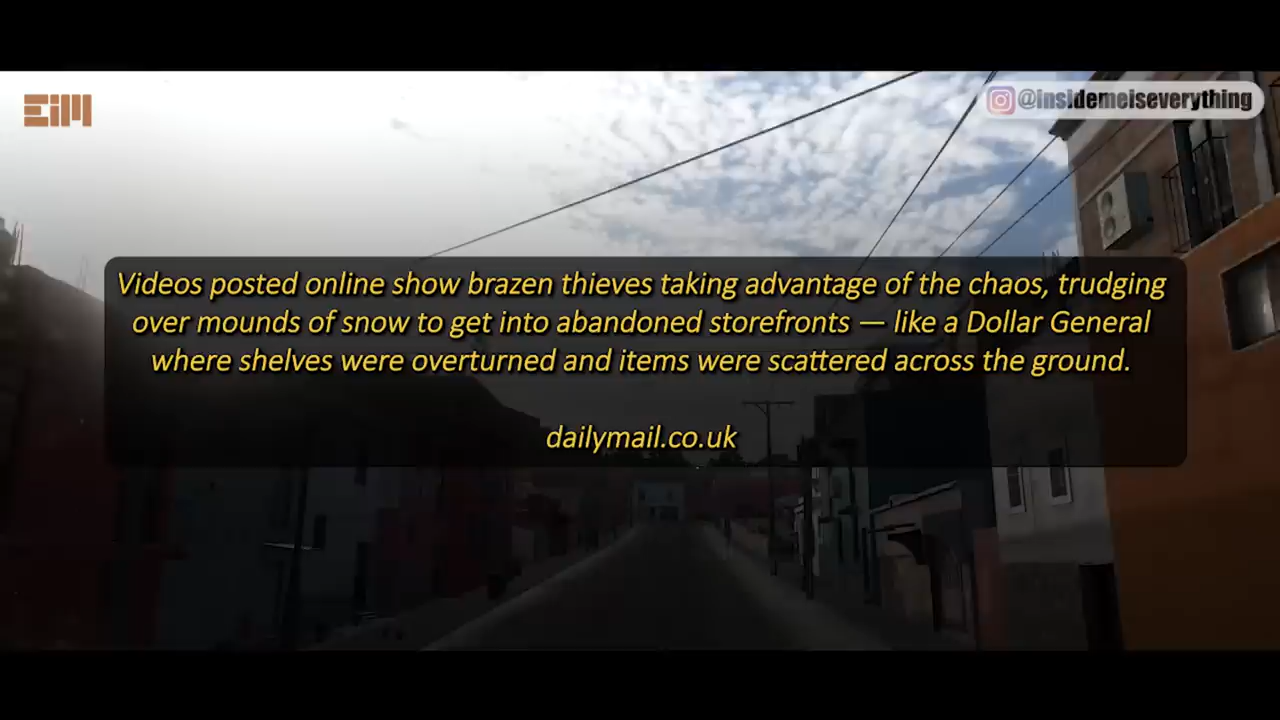 EiM
@insidemeiseverything
Videos posted online show brazen thieves taking advantage of the chaos, trudging
over mounds of snow to get into abandoned storefronts — like a Dollar General
where shelves were overturned and items were scattered across the ground.
dailymail.co.uk